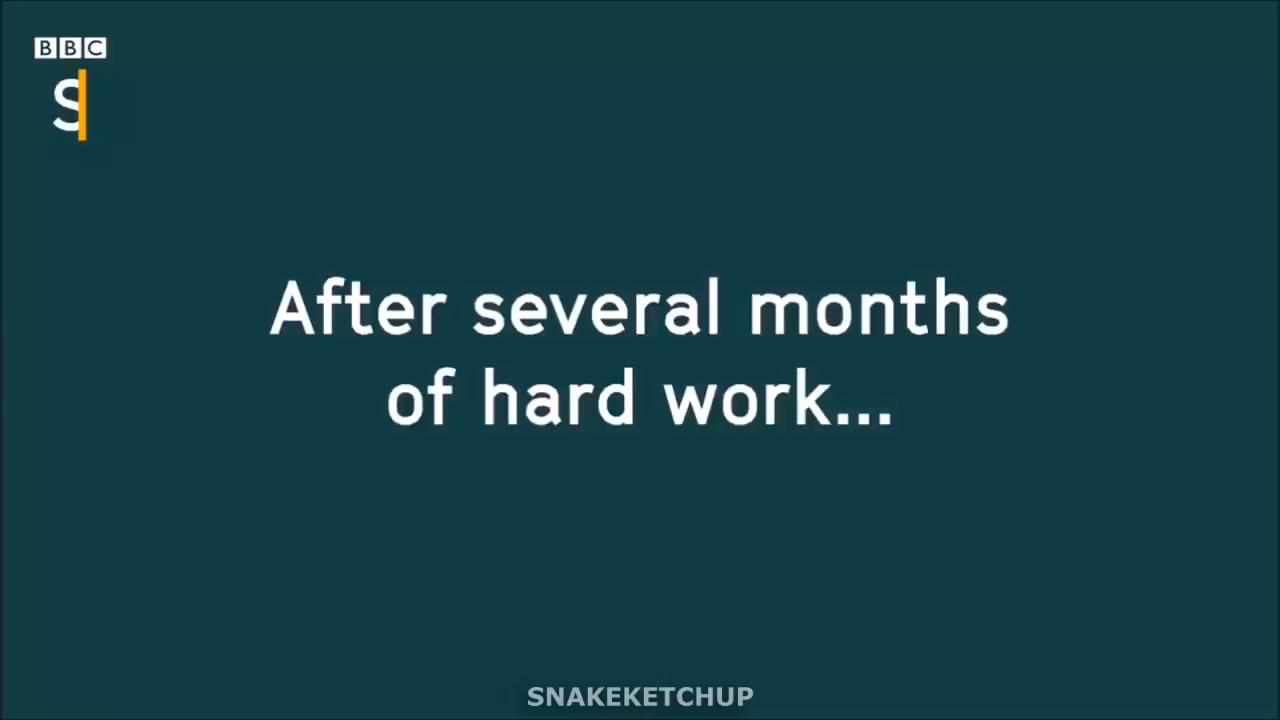 BBC
S
After several months
of hard work...
SNAKEKETCHUP